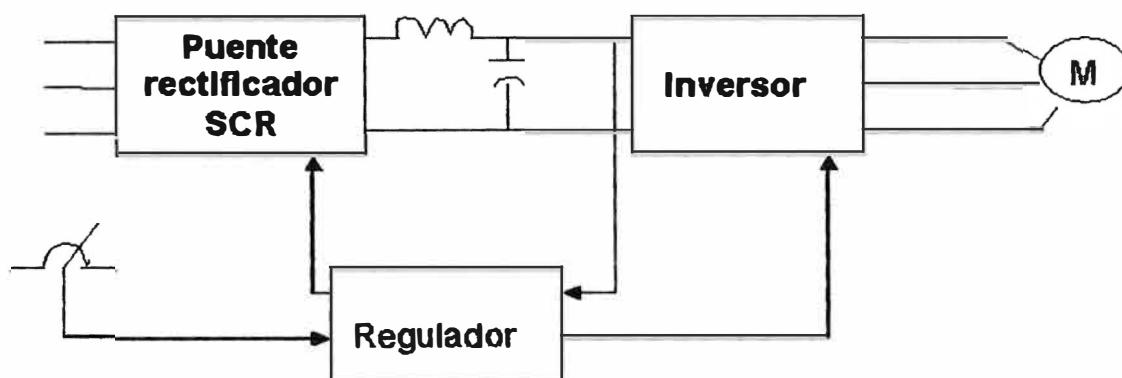 Puente
rectificador
SCR
Inversor
M
Regulador